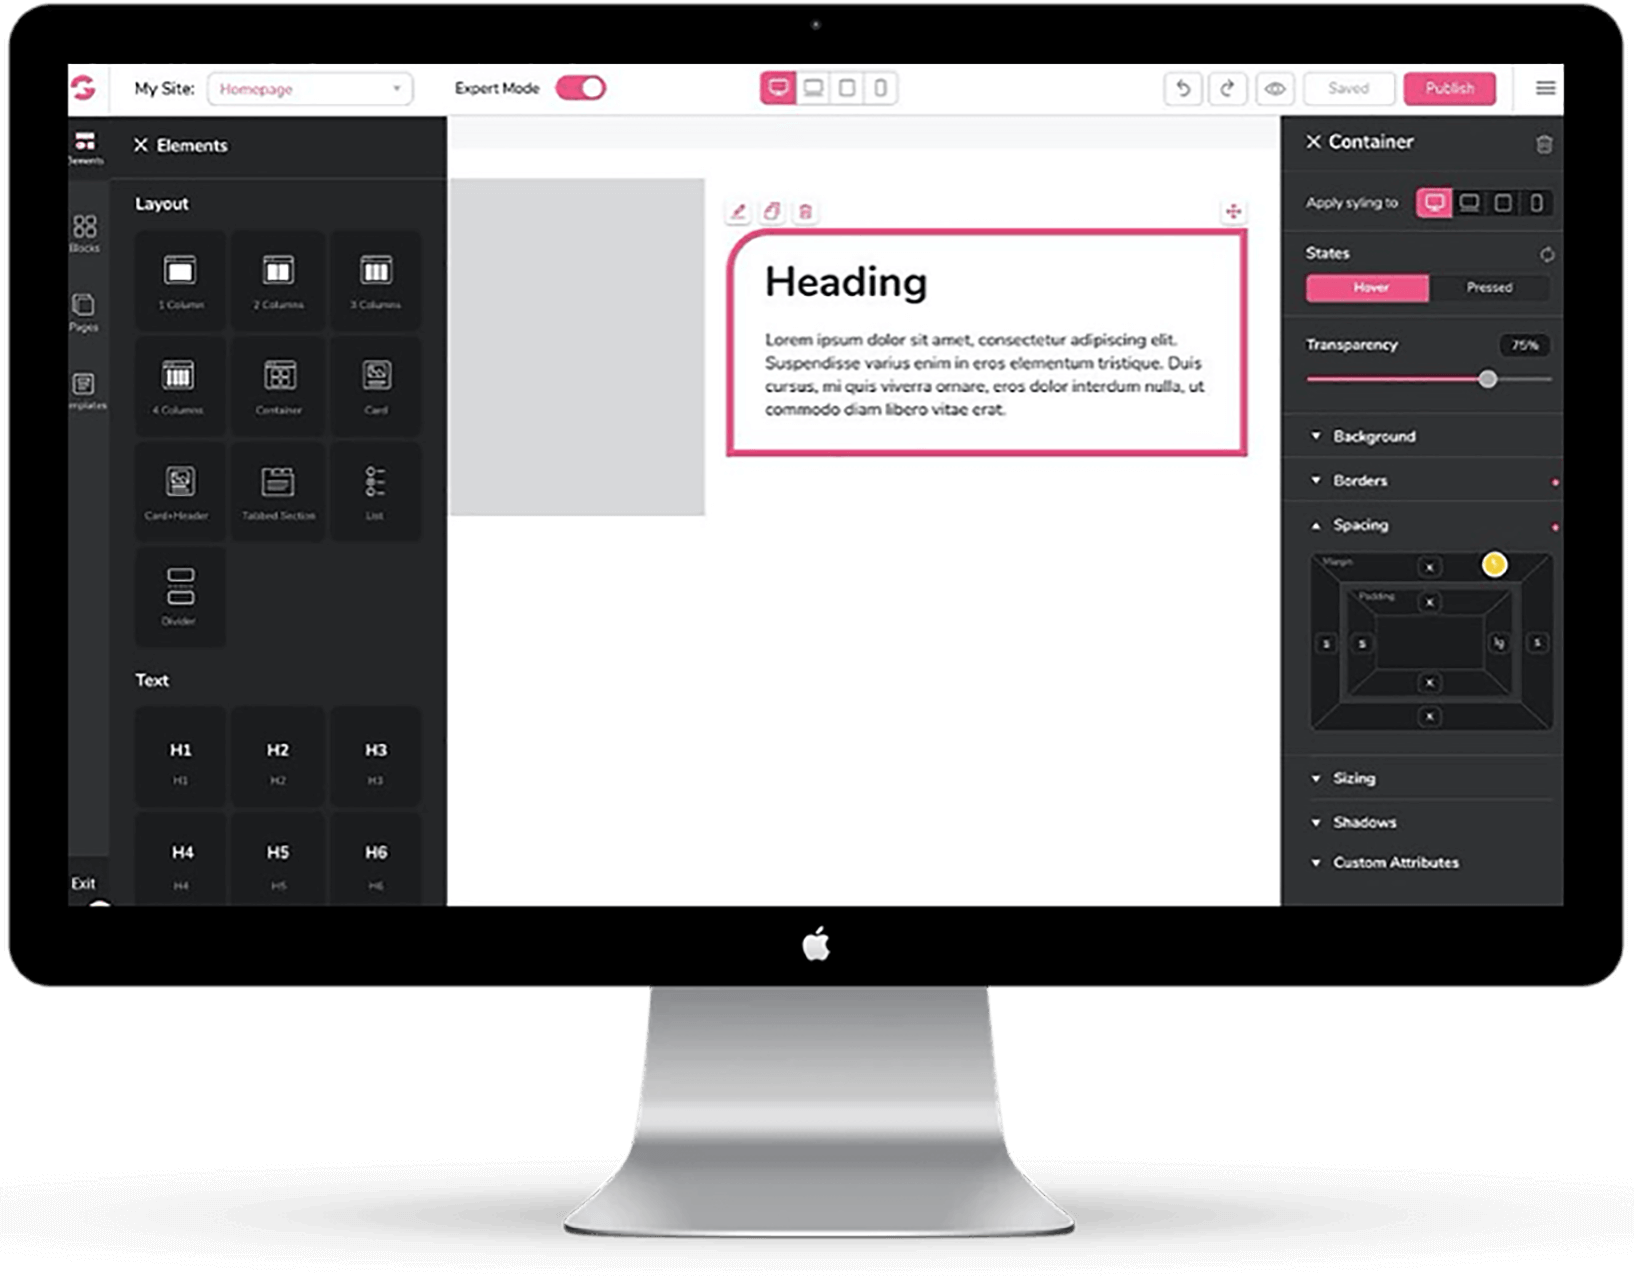 My Site:
Homepage
Expert Mode
Saved
Publish
Elements
Layout
1 Column
2 Columns
3 Columns
4 Columns
Container
Card
Card+Header
Tabbed Section
List
Divider
Text
H1
H2
H3
H1
H2
H3
H4
H5
H6
H4
H5
H6
lements
Blocks
Pages
mplates
Exit
Heading
Lorem ipsum dolor sit amet, consectetur adipiscing elit.
Suspendisse varius enim in eros elementum tristique. Duis
cursus, mi quis viverra ornare, eros dolor interdum nulla, ut
commodo diam libero vitae erat.
Container
Apply syling to
States
Hover
Pressed
Transparency
75%
Background
Borders
Spacing
Margin
x
Padding
x
s
s
lg
s
x
x
Sizing
Shadows
Custom Attributes